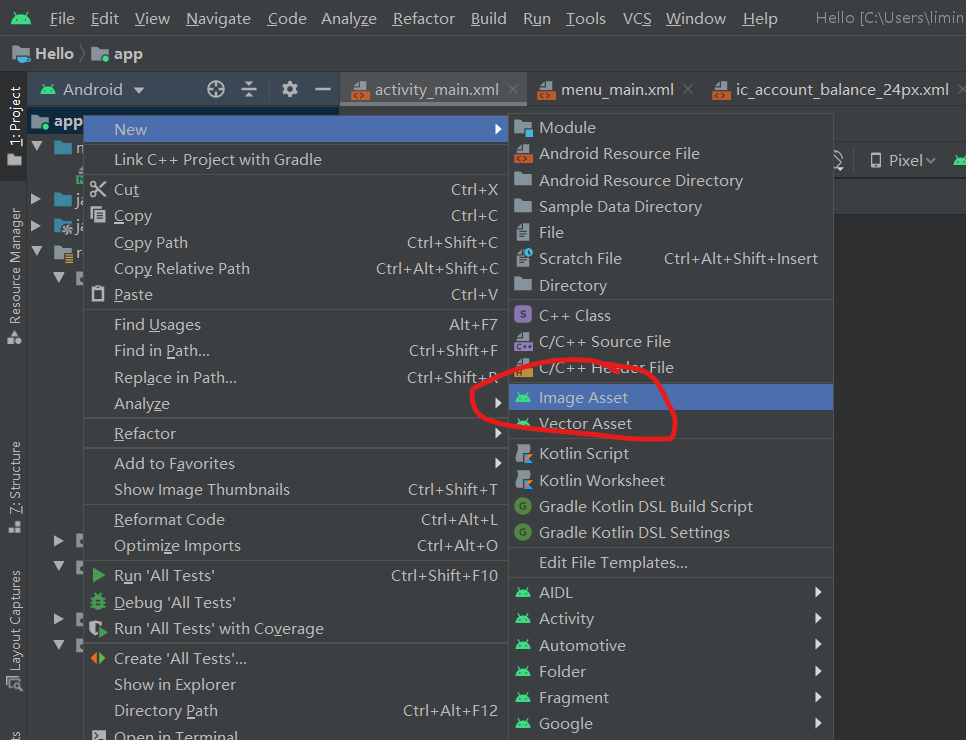 File Edit View Navigate Code Analyze Refactor Build Run Tools VCS Window Help Hello [C:\Users\limin
Hello app
1: Project
Resource Manager
7: Structure
Layout Captures
Android
activity_main.xml
menu_main.xml
ic_account_balance_24px.xml
Pixel
app
New
Link C++ Project with Gradle
Cut Ctrl+X
Copy Ctrl+C
Copy Path Ctrl+Shift+C
Copy Relative Path Ctrl+Alt+Shift+C
Paste Ctrl+V
Find Usages Alt+F7
Find in Path... Ctrl+Shift+F
Replace in Path... Ctrl+Shift+R
Analyze
Refactor
Add to Favorites
Show Image Thumbnails Ctrl+Shift+T
Reformat Code Ctrl+Alt+L
Optimize Imports Ctrl+Alt+O
Run 'All Tests' Ctrl+Shift+F10
Debug 'All Tests'
Run 'All Tests' with Coverage
Create 'All Tests'...
Show in Explorer
Directory Path Ctrl+Alt+F12
Open in Terminal
Module
Android Resource File
Android Resource Directory
Sample Data Directory
File
Scratch File Ctrl+Alt+Shift+Insert
Directory
C++ Class
C/C++ Source File
C/C++ Header File
Image Asset
Vector Asset
Kotlin Script
Kotlin Worksheet
Gradle Kotlin DSL Build Script
Gradle Kotlin DSL Settings
Edit File Templates...
AIDL
Activity
Automotive
Folder
Fragment
Google